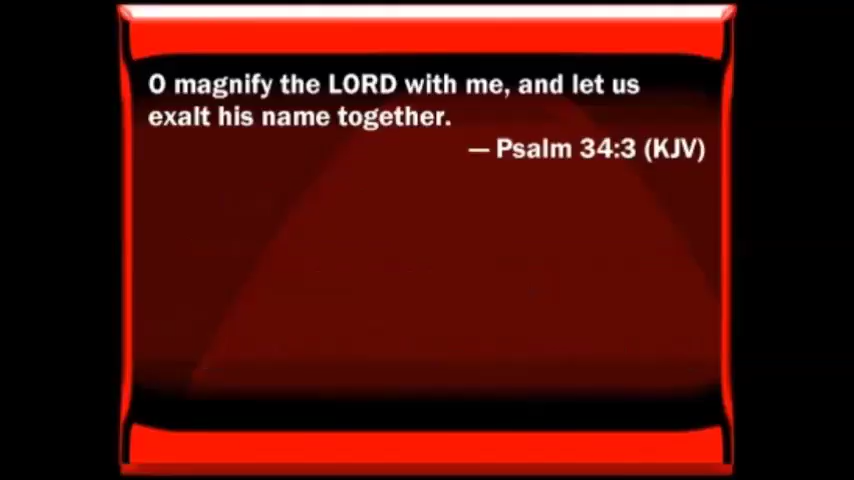 O magnify the LORD with me, and let us
exalt his name together.
— Psalm 34:3 (KJV)